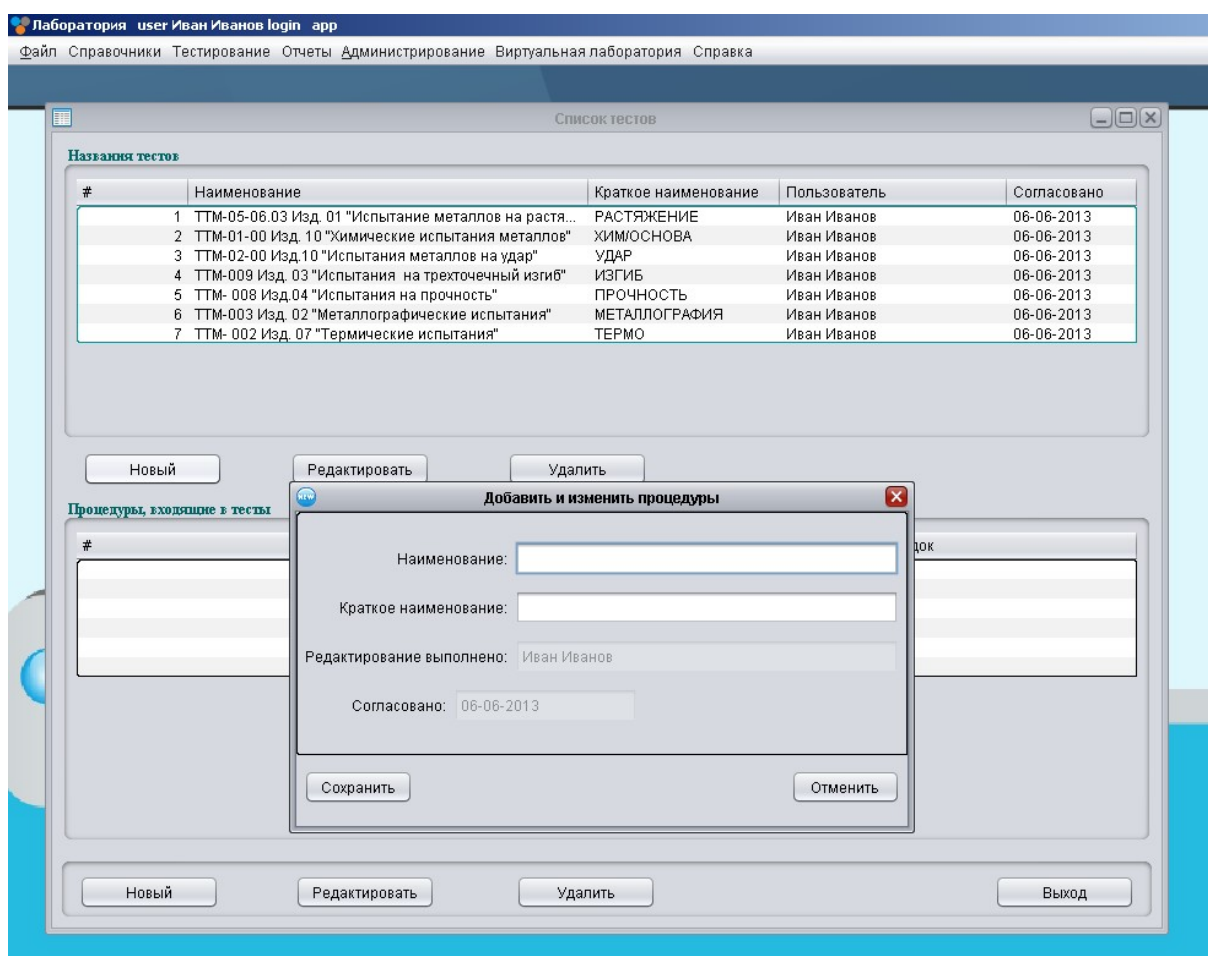 Лаборатория user Иван Иванов login app
Файл Справочники Тестирование Отчеты Администрирование Виртуальная лаборатория Справка
Список тестов
Названия тестов
# Наименование Краткое наименование Пользователь Согласовано
1 ТТМ-05-06.03 Изд. 01 "Испытание металлов на растя... РАСТЯЖЕНИЕ Иван Иванов 06-06-2013
2 ТТМ-01-00 Изд. 10 "Химические испытания металлов" ХИМ/ОСНОВА Иван Иванов 06-06-2013
3 ТТМ-02-00 Изд.10 "Испытания металлов на удар" УДАР Иван Иванов 06-06-2013
4 ТТМ-009 Изд. 03 "Испытания на трехточечный изгиб" ИЗГИБ Иван Иванов 06-06-2013
5 ТТМ- 008 Изд.04 "Испытания на прочность" ПРОЧНОСТЬ Иван Иванов 06-06-2013
6 ТТМ-003 Изд. 02 "Металлографические испытания" МЕТАЛЛОГРАФИЯ Иван Иванов 06-06-2013
7 ТТМ- 002 Изд. 07 "Термические испытания" ТЕРМО Иван Иванов 06-06-2013
Новый Редактировать Удалить
NEW Добавить и изменить процедуры
Процедуры, входящие в тесты
# док
Наименование:
Краткое наименование:
Редактирование выполнено: Иван Иванов
Согласовано: 06-06-2013
Сохранить Отменить
Новый Редактировать Удалить Выход